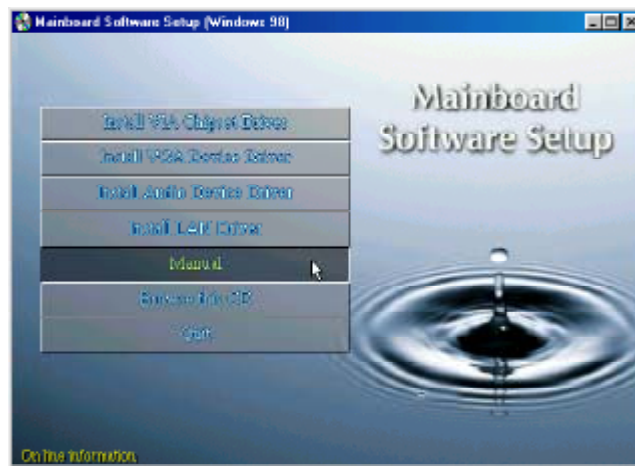 Mainboard Software Setup (Windows 98)
Mainboard
Software Setup
Install VIA Chipset Driver
Install VGA Device Driver
Install Audio Device Driver
Install LAN Driver
Manual
Browse this CD
Quit
On line information.